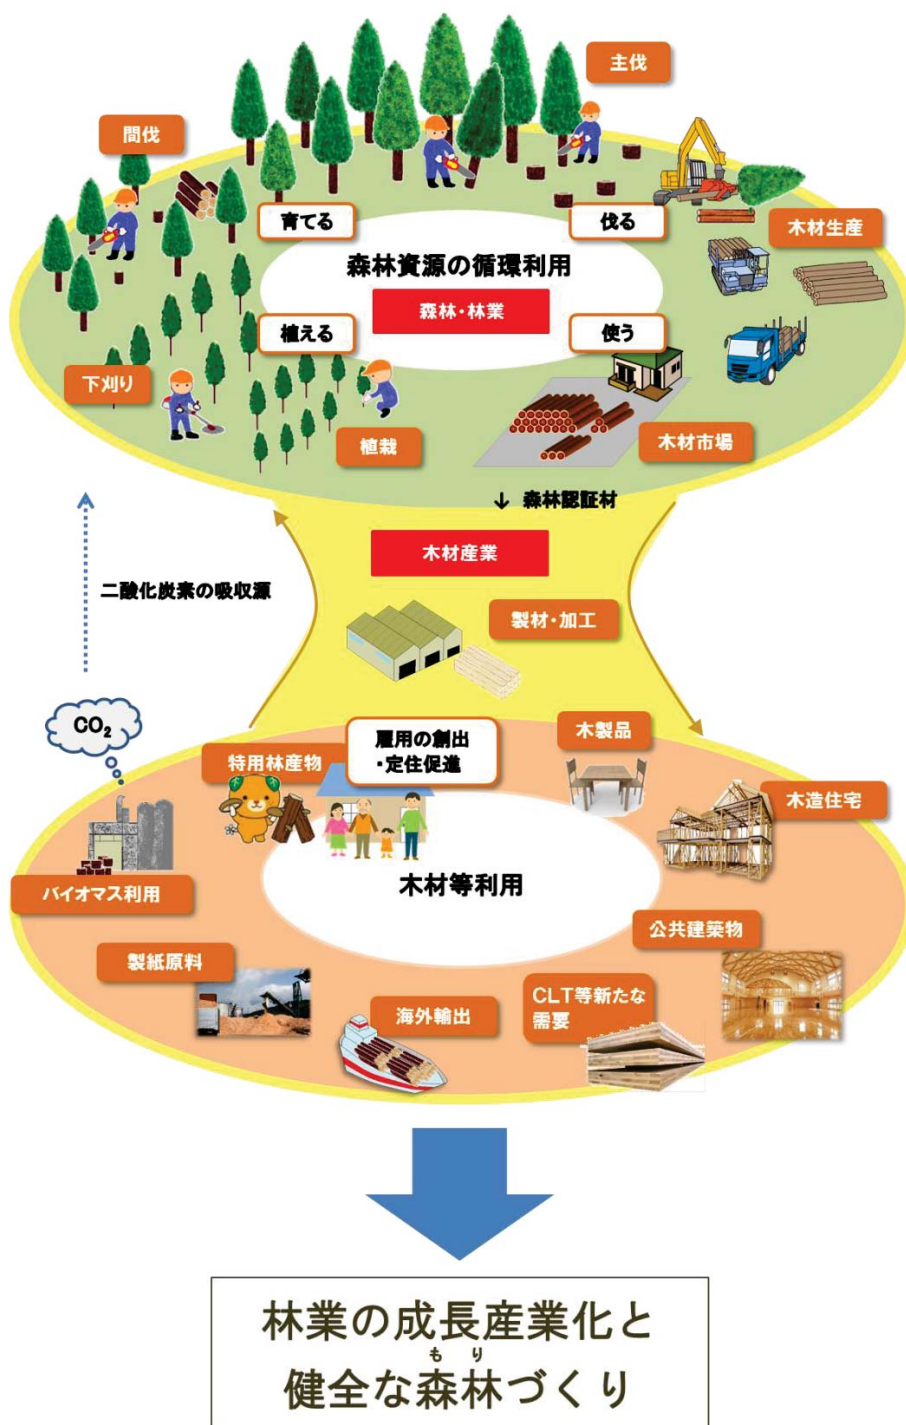 主伐
間伐
育てる
伐る
木材生産
森林資源の循環利用
森林・林業
植える
使う
下刈り
植栽
木材市場
↓ 森林認証材
木材産業
二酸化炭素の吸収源
製材・加工
CO₂
雇用の創出
・定住促進
木製品
特用林産物
木造住宅
木材等利用
バイオマス利用
公共建築物
製紙原料
海外輸出
CLT等新たな
需要
林業の成長産業化と
もり
健全な森林づくり